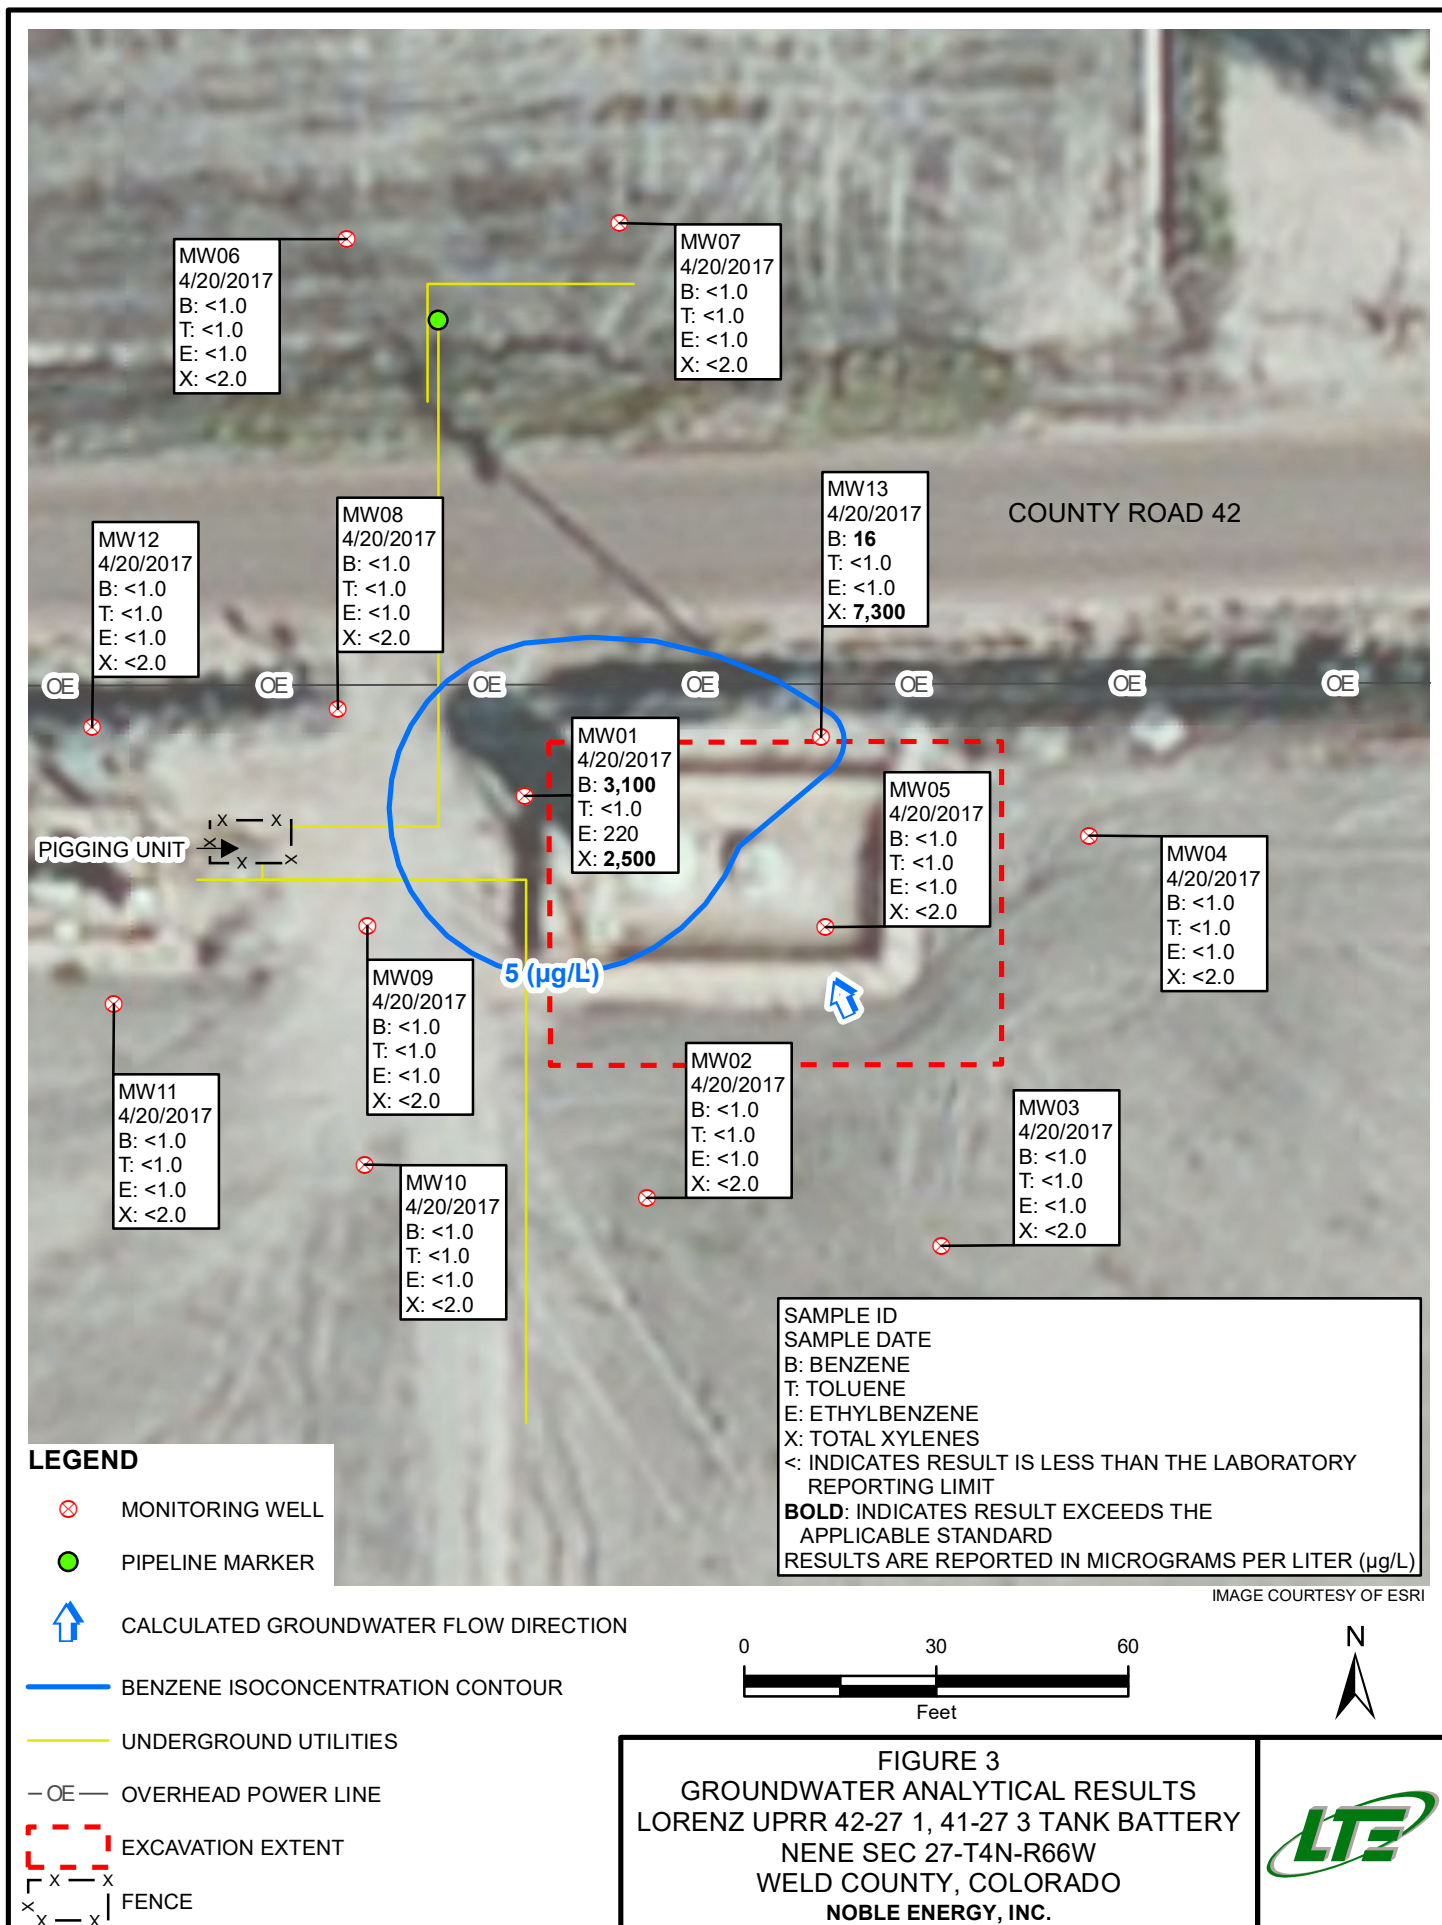 MW06
4/20/2017
B: <1.0
T: <1.0
E: <1.0
X: <2.0
MW07
4/20/2017
B: <1.0
T: <1.0
E: <1.0
X: <2.0
MW13
4/20/2017
B: 16
T: <1.0
E: <1.0
X: 7,300
COUNTY ROAD 42
MW08
4/20/2017
B: <1.0
T: <1.0
E: <1.0
X: <2.0
MW12
4/20/2017
B: <1.0
T: <1.0
E: <1.0
X: <2.0
OE OE OE OE OE OE OE
MW01
4/20/2017
B: 3,100
T: <1.0
E: 220
X: 2,500
MW05
4/20/2017
B: <1.0
T: <1.0
E: <1.0
X: <2.0
MW04
4/20/2017
B: <1.0
T: <1.0
E: <1.0
X: <2.0
X X
X
PIGGING UNIT
X X
5 (µg/L)
MW09
4/20/2017
B: <1.0
T: <1.0
E: <1.0
X: <2.0
MW02
4/20/2017
B: <1.0
T: <1.0
E: <1.0
X: <2.0
MW11
4/20/2017
B: <1.0
T: <1.0
E: <1.0
X: <2.0
MW03
4/20/2017
B: <1.0
T: <1.0
E: <1.0
X: <2.0
MW10
4/20/2017
B: <1.0
T: <1.0
E: <1.0
X: <2.0
SAMPLE ID
SAMPLE DATE
B: BENZENE
T: TOLUENE
E: ETHYLBENZENE
X: TOTAL XYLENES
<: INDICATES RESULT IS LESS THAN THE LABORATORY
REPORTING LIMIT
BOLD: INDICATES RESULT EXCEEDS THE
APPLICABLE STANDARD
RESULTS ARE REPORTED IN MICROGRAMS PER LITER (µg/L)
IMAGE COURTESY OF ESRI
LEGEND
MONITORING WELL
PIPELINE MARKER
CALCULATED GROUNDWATER FLOW DIRECTION
BENZENE ISOCONCENTRATION CONTOUR
UNDERGROUND UTILITIES
OE OVERHEAD POWER LINE
EXCAVATION EXTENT
X X
X FENCE
X X
0 30 60
Feet
N
FIGURE 3
GROUNDWATER ANALYTICAL RESULTS
LORENZ UPRR 42-27 1, 41-27 3 TANK BATTERY
NENE SEC 27-T4N-R66W
WELD COUNTY, COLORADO
NOBLE ENERGY, INC.
LTE